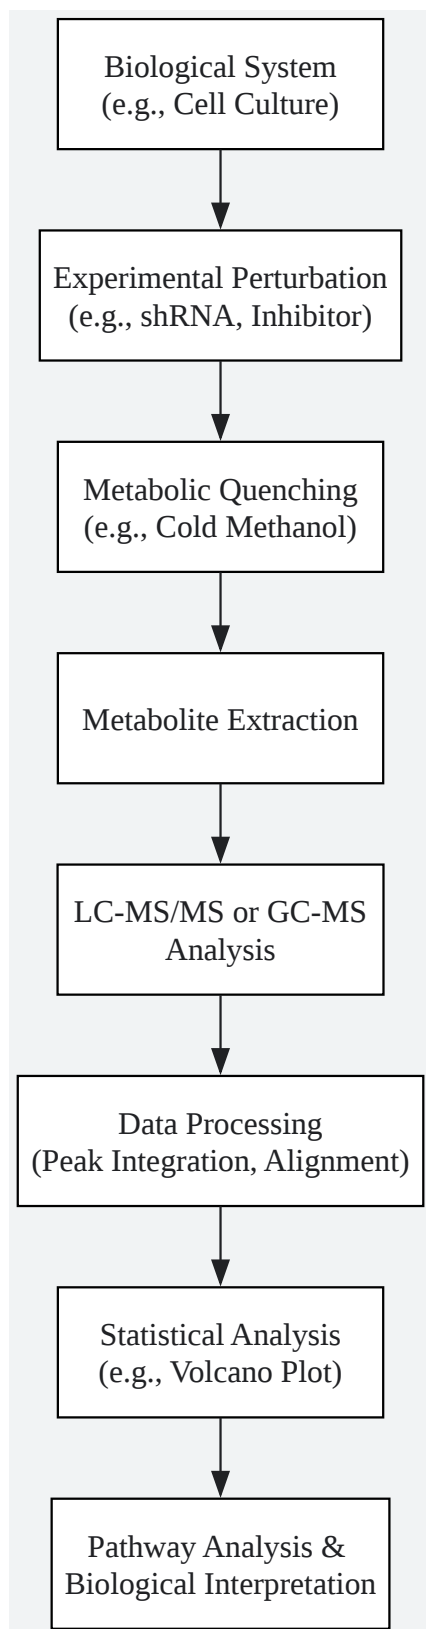 Biological System
(e.g., Cell Culture)
Experimental Perturbation
(e.g., shRNA, Inhibitor)
Metabolic Quenching
(e.g., Cold Methanol)
Metabolite Extraction
LC-MS/MS or GC-MS
Analysis
Data Processing
(Peak Integration, Alignment)
Statistical Analysis
(e.g., Volcano Plot)
Pathway Analysis &
Biological Interpretation